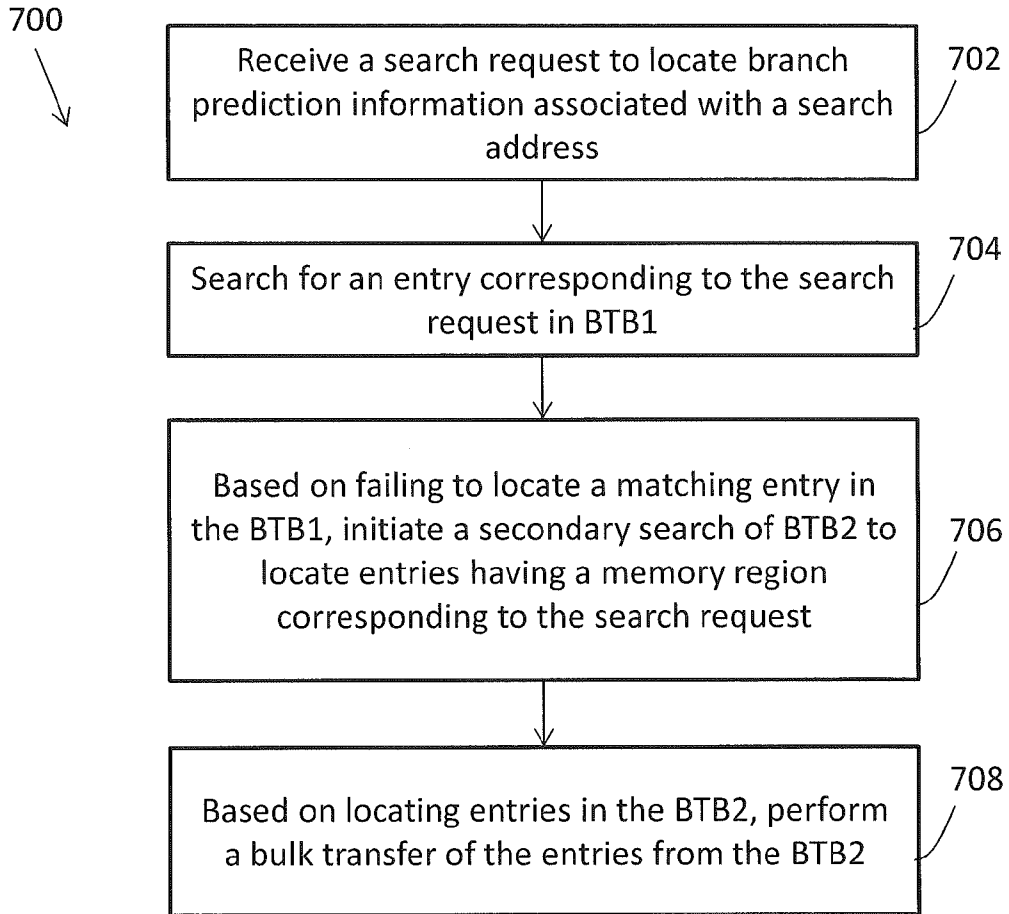 700
Receive a search request to locate branch
prediction information associated with a search
address
702
Search for an entry corresponding to the search
request in BTB1
704
Based on failing to locate a matching entry in
the BTB1, initiate a secondary search of BTB2 to
locate entries having a memory region
corresponding to the search request
706
Based on locating entries in the BTB2, perform
a bulk transfer of the entries from the BTB2
708